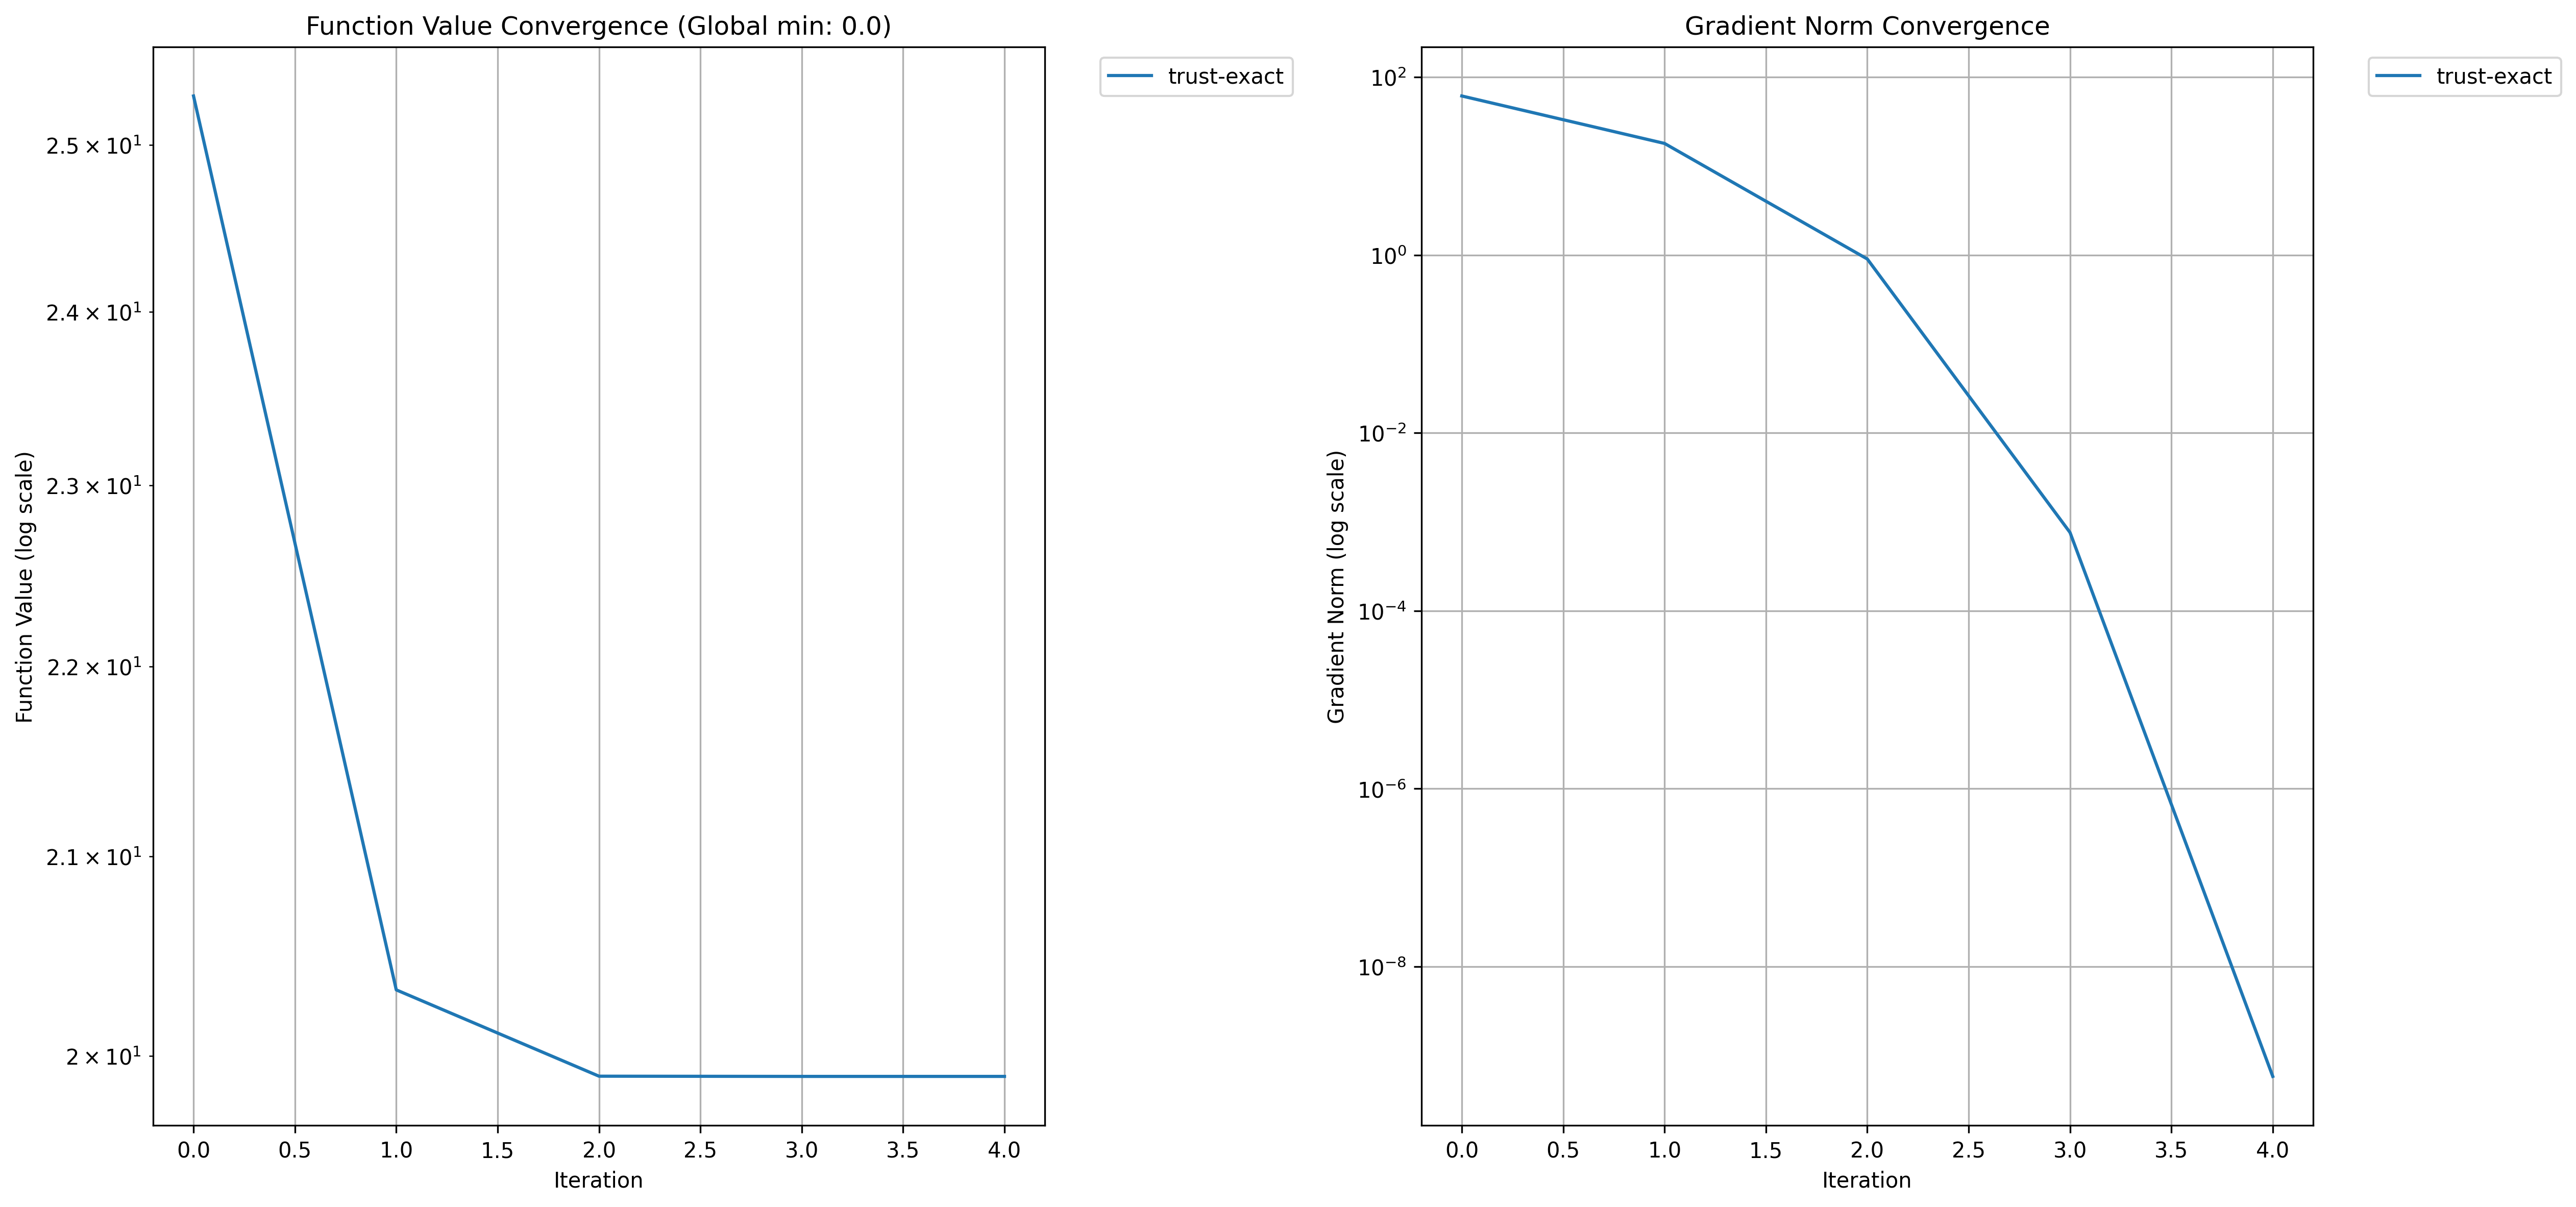 Function Value Convergence (Global min: 0.0)
Function Value (log scale)
2.5 × 10¹
2.4 × 10¹
2.3 × 10¹
2.2 × 10¹
2.1 × 10¹
2 × 10¹
0.0 0.5 1.0 1.5 2.0 2.5 3.0 3.5 4.0
Iteration
trust-exact
Gradient Norm Convergence
Gradient Norm (log scale)
10²
10⁰
10⁻²
10⁻⁴
10⁻⁶
10⁻⁸
0.0 0.5 1.0 1.5 2.0 2.5 3.0 3.5 4.0
Iteration
trust-exact